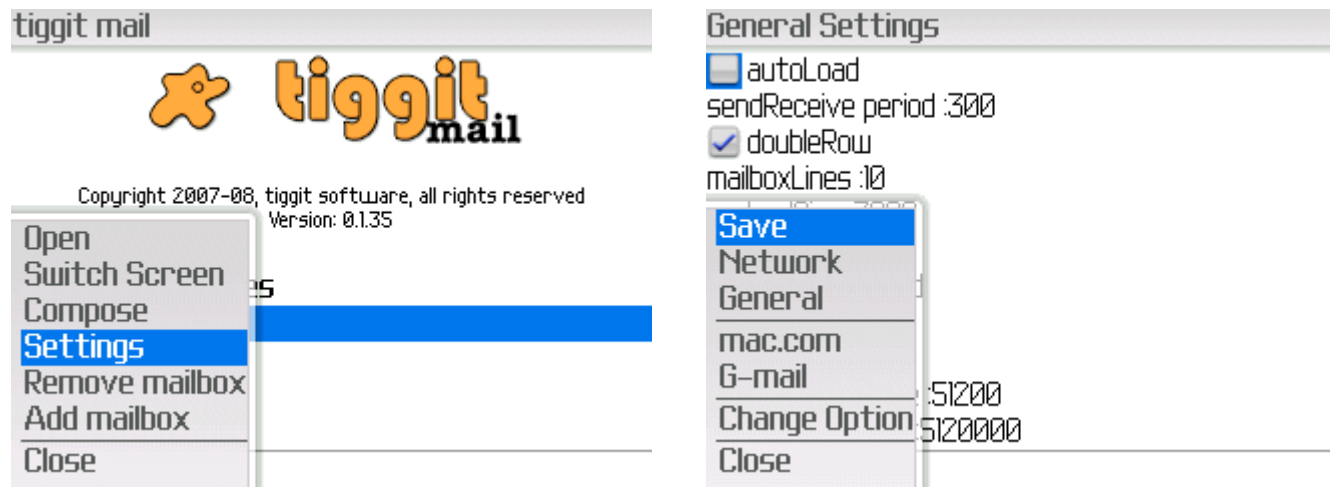 tiggit mail
tiggit
mail
Copyright 2007-08, tiggit software, all rights reserved
Version: 0.1.35
Open
Switch Screen
Compose
Settings
Remove mailbox
Add mailbox
Close
General Settings
autoLoad
sendReceive period :300
doubleRow
mailboxLines :10
Save
Network
General
mac.com
G-mail
Change Option
Close
:51200
:5120000